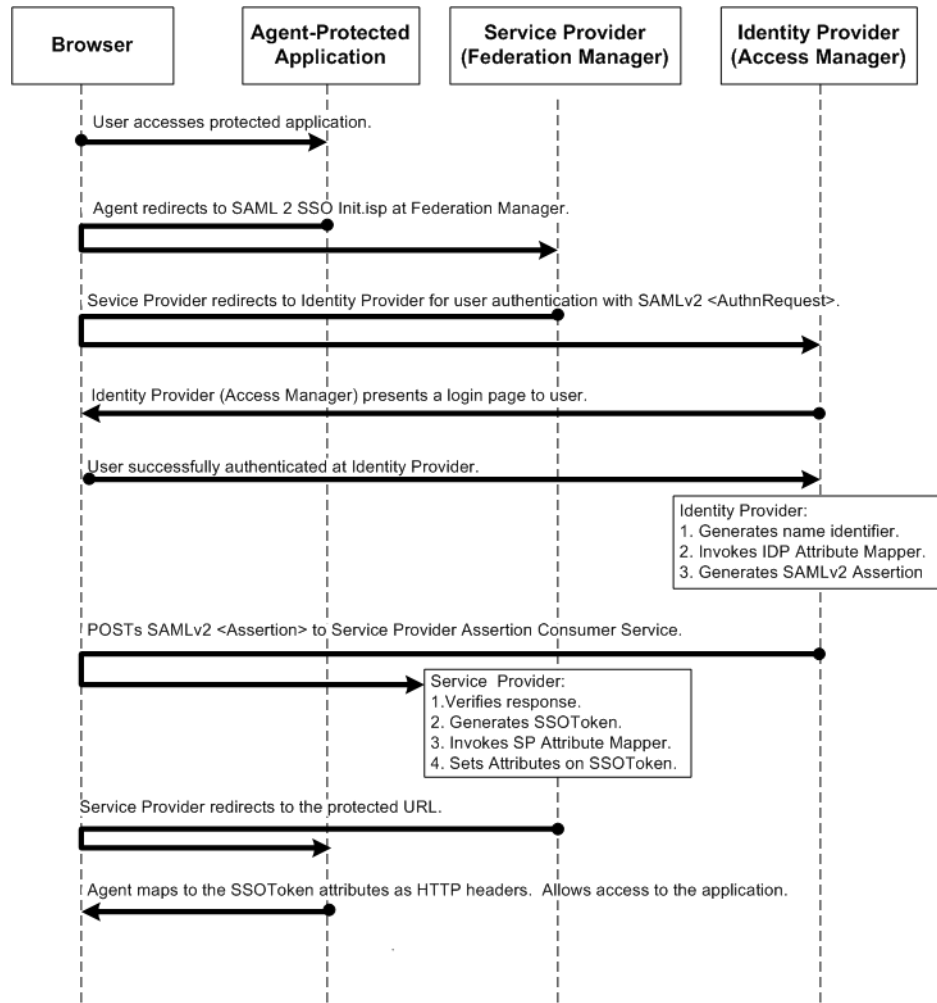 Browser
Agent-Protected
Application
Service Provider
(Federation Manager)
Identity Provider
(Access Manager)
User accesses protected application.
Agent redirects to SAML 2 SSO Init.isp at Federation Manager.
Sevice Provider redirects to Identity Provider for user authentication with SAMLv2 <AuthnRequest>.
Identity Provider (Access Manager) presents a login page to user.
User successfully authenticated at Identity Provider.
Identity Provider:
1. Generates name identifier.
2. Invokes IDP Attribute Mapper.
3. Generates SAMLv2 Assertion
POSTs SAMLv2 <Assertion> to Service Provider Assertion Consumer Service.
Service Provider:
1.Verifies response.
2. Generates SSOToken.
3. Invokes SP Attribute Mapper.
4. Sets Attributes on SSOToken.
Service Provider redirects to the protected URL.
Agent maps to the SSOToken attributes as HTTP headers. Allows access to the application.